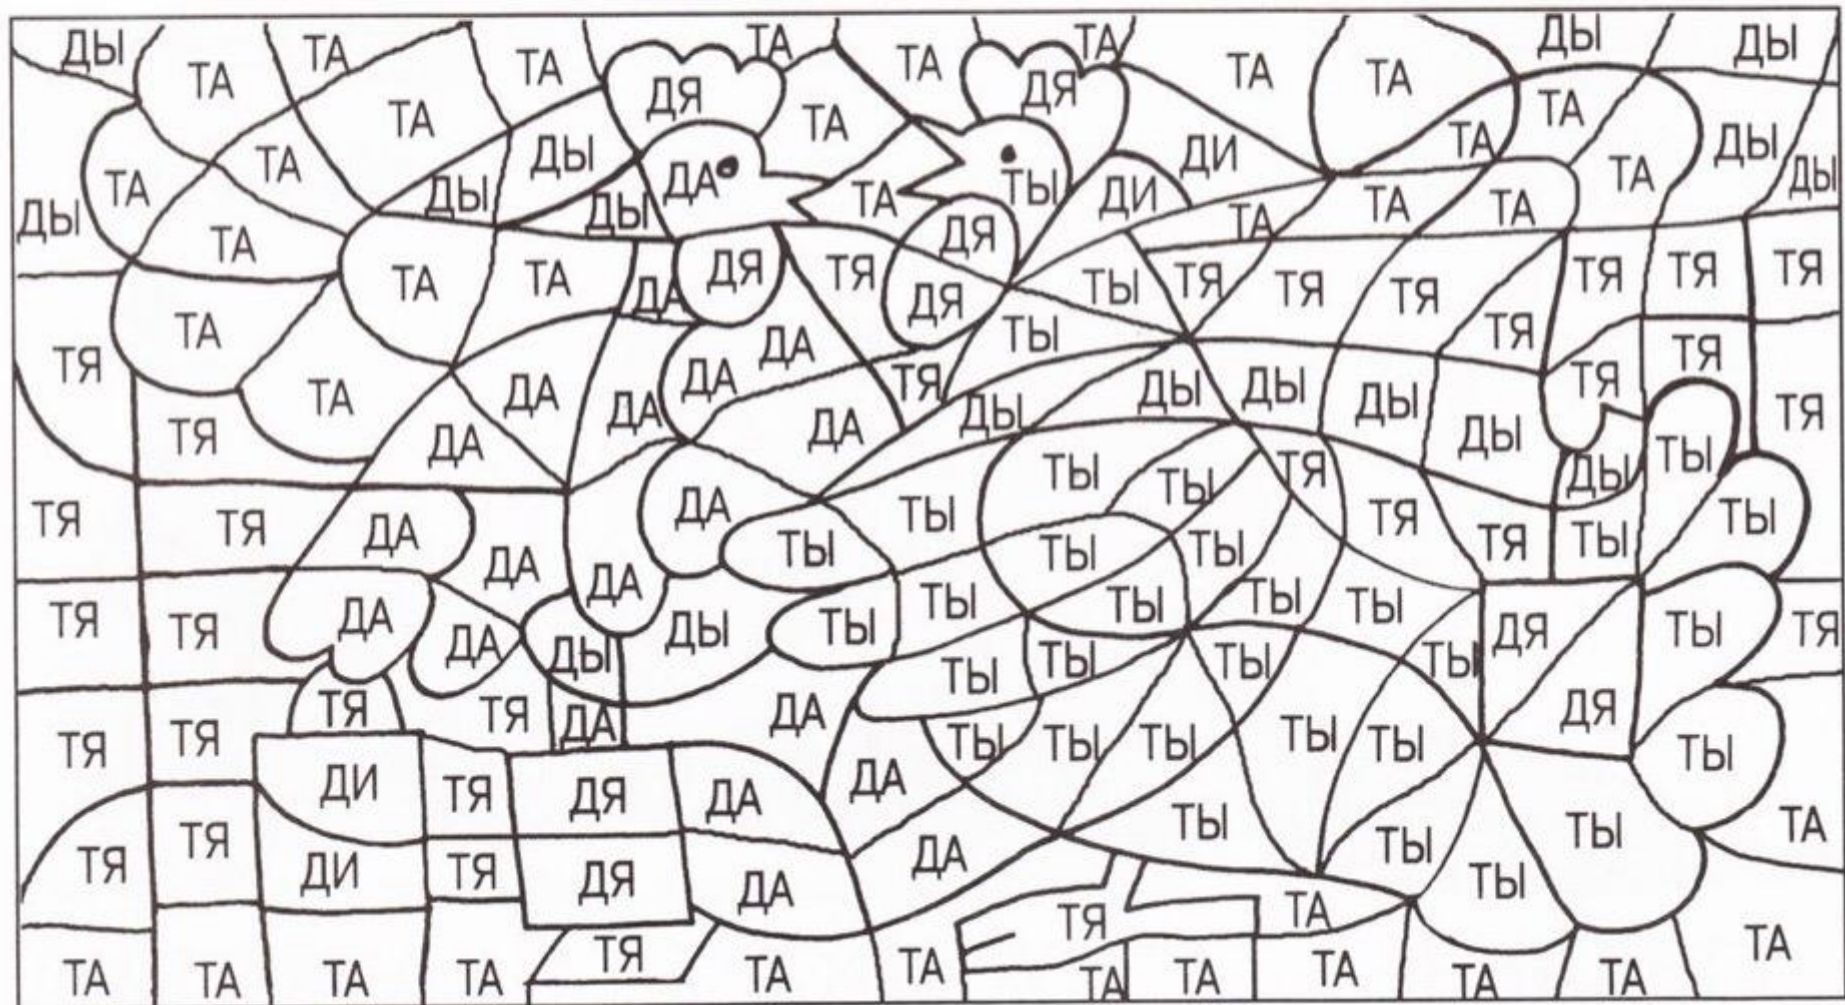 ДЫ ТА ТА ТА ДЯ ТА ТА ТА ДЯ ТА ТА ДЫ ДЫ
ТА ДЫ ТА ТА ТА ДИ ТА ТА ДЫ
ТА ТА ДЫ ДЫ ДА ТА ТЫ ДИ ТА ТА ТА ДЫ
ДЫ ТА ДЫ ДЯ ТА
ТА ТА ДА ДЯ ТЯ ДЯ ТЫ ТЯ ТЯ ТЯ ТЯ ТЯ ТЯ
ТА ДА ТЫ ТЯ ТЯ
ТЯ ТА ДА ДА ДА ТЯ ДЫ ДЫ ДЫ ДЫ ТЯ
ТЯ ДА ДА ДЫ ДЫ ТЯ
ТЫ ТЫ ТЯ ДЫ ТЫ
ТЯ ТЯ ДА ДА ТЫ ТЫ ТЯ ТЯ ТЫ ТЫ
ДА ДА ТЫ ТЫ ТЫ ТЫ ТЫ ТЫ
ТЯ ТЯ ДА ДА ДЫ ДЫ ТЫ ТЫ ТЫ ТЫ ДЯ ТЫ ТЯ
ТЯ ТЯ ТЫ ДЯ
ТЯ ТЯ ДА ДА ТЫ ТЫ ТЫ ТЫ ТЫ ТЫ
ДИ ТЯ ДЯ ДА ДА
ТЯ ТЯ ДИ ТЯ ДЯ ДА ДА ТЫ ТЫ ТЫ ТЫ ТА
ТЯ ТА
ТА ТА ТА ТА ТЯ ТА ТА ТА ТА ТА ТА ТА ТА